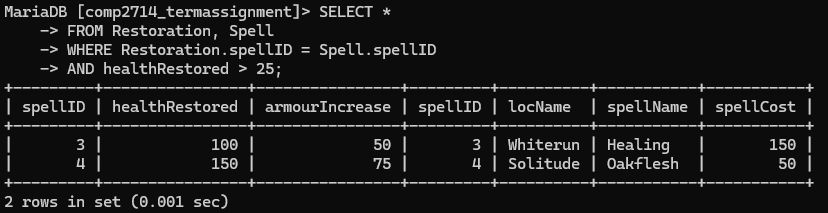 MariaDB [comp2714_termassignment]> SELECT *
    -> FROM Restoration, Spell
    -> WHERE Restoration.spellID = Spell.spellID
    -> AND healthRestored > 25;
+---------+----------------+----------------+---------+----------+-----------+-----------+
| spellID | healthRestored | armourIncrease | spellID | locName  | spellName | spellCost |
+---------+----------------+----------------+---------+----------+-----------+-----------+
|       3 |            100 |             50 |       3 | Whiterun | Healing   |       150 |
|       4 |            150 |             75 |       4 | Solitude | Oakflesh  |        50 |
+---------+----------------+----------------+---------+----------+-----------+-----------+
2 rows in set (0.001 sec)